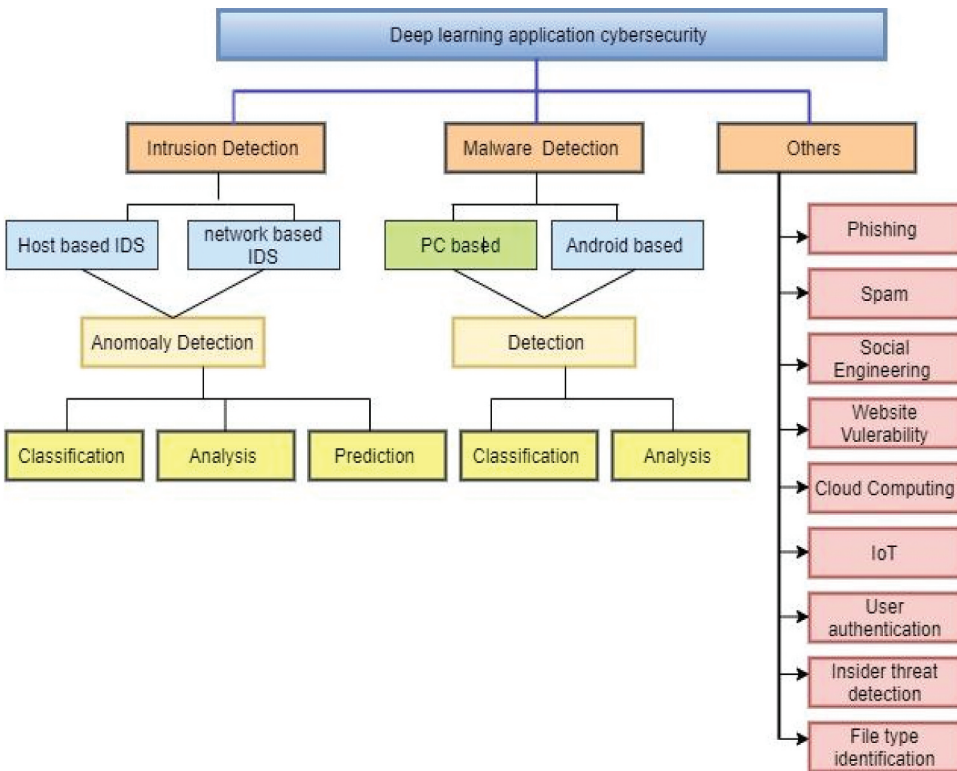 Deep learning application cybersecurity
Intrusion Detection
Malware Detection
Others
Host based IDS
network based
IDS
PC based
Android based
Anomoaly Detection
Detection
Classification
Analysis
Prediction
Classification
Analysis
Phishing
Spam
Social
Engineering
Website
Vulerability
Cloud Computing
IoT
User
authentication
Insider threat
detection
File type
identification